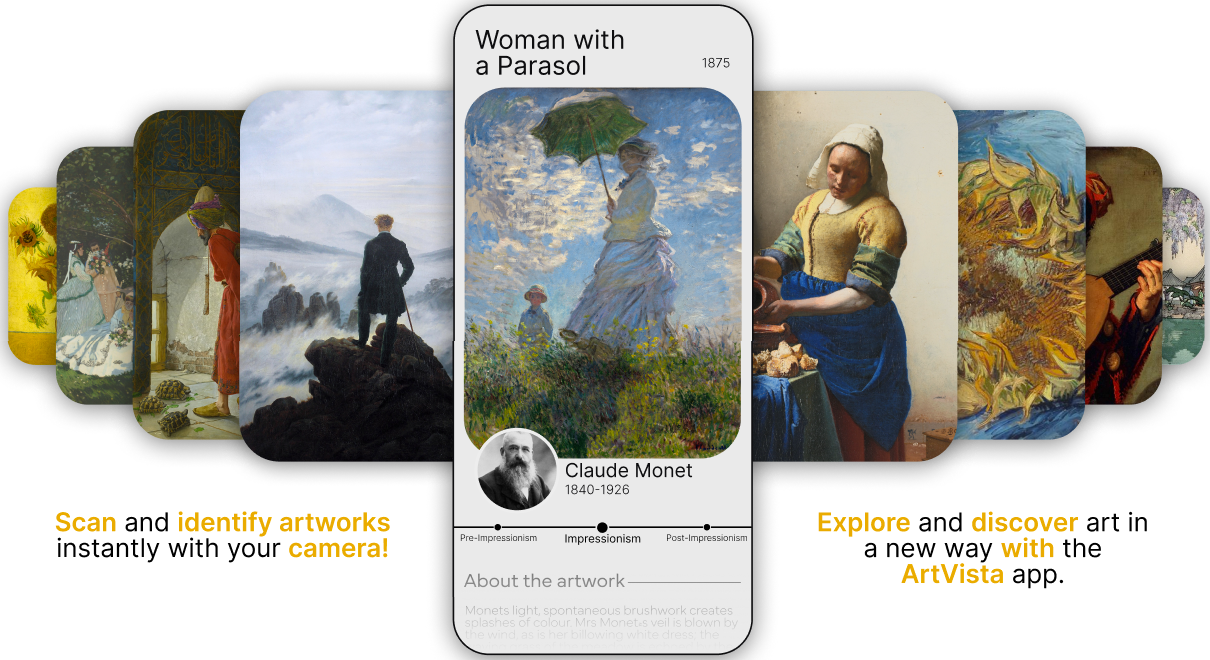 Woman with
a Parasol
1875
Claude Monet
1840-1926
Pre-Impressionism
Impressionism
Post-Impressionism
About the artwork
Monets light, spontaneous brushwork creates
splashes of colour. Mrs Monet‹s veil is blown by
the wind, as is her billowing white dress; the
Scan and identify artworks
instantly with your camera!
Explore and discover art in
a new way with the
ArtVista app.